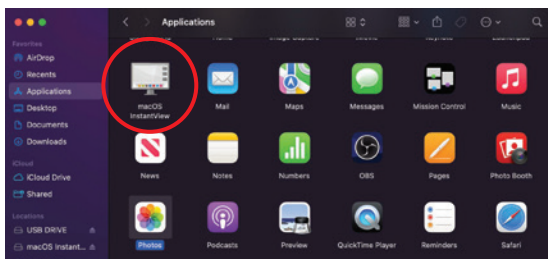 Applications
Favorites
AirDrop
Recents
Applications
Desktop
Documents
Downloads
iCloud
iCloud Drive
Shared
Locations
USB DRIVE
macOS Instant...
macOS
InstantView
Mail
Maps
Messages
Mission Control
Music
News
Notes
Numbers
OBS
Pages
Photo Booth
Photos
Podcasts
Preview
QuickTime Player
Reminders
Safari